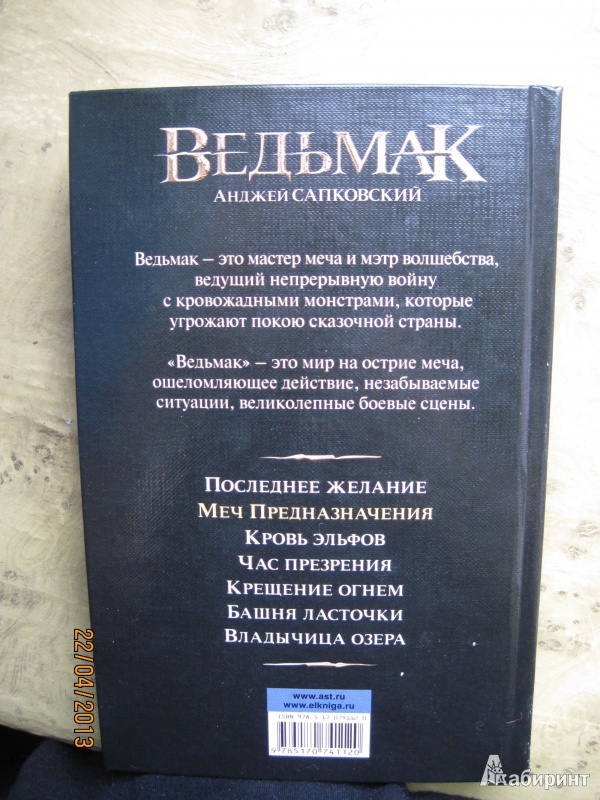 ВЕДЬМАК
АНДЖЕЙ САПКОВСКИЙ
Ведьмак – это мастер меча и мэтр волшебства,
ведущий непрерывную войну
с кровожадными монстрами, которые
угрожают покою сказочной страны.
«Ведьмак» – это мир на острие меча,
ошеломляющее действие, незабываемые
ситуации, великолепные боевые сцены.
ПОСЛЕДНЕЕ ЖЕЛАНИЕ
МЕЧ ПРЕДНАЗНАЧЕНИЯ
КРОВЬ ЭЛЬФОВ
ЧАС ПРЕЗРЕНИЯ
КРЕЩЕНИЕ ОГНЕМ
БАШНЯ ЛАСТОЧКИ
ВЛАДЫЧИЦА ОЗЕРА
www.ast.ru
www.elkniga.ru
ISBN 978-5-17-074112-0
9 785170 741120
22/04/2013
Лабиринт